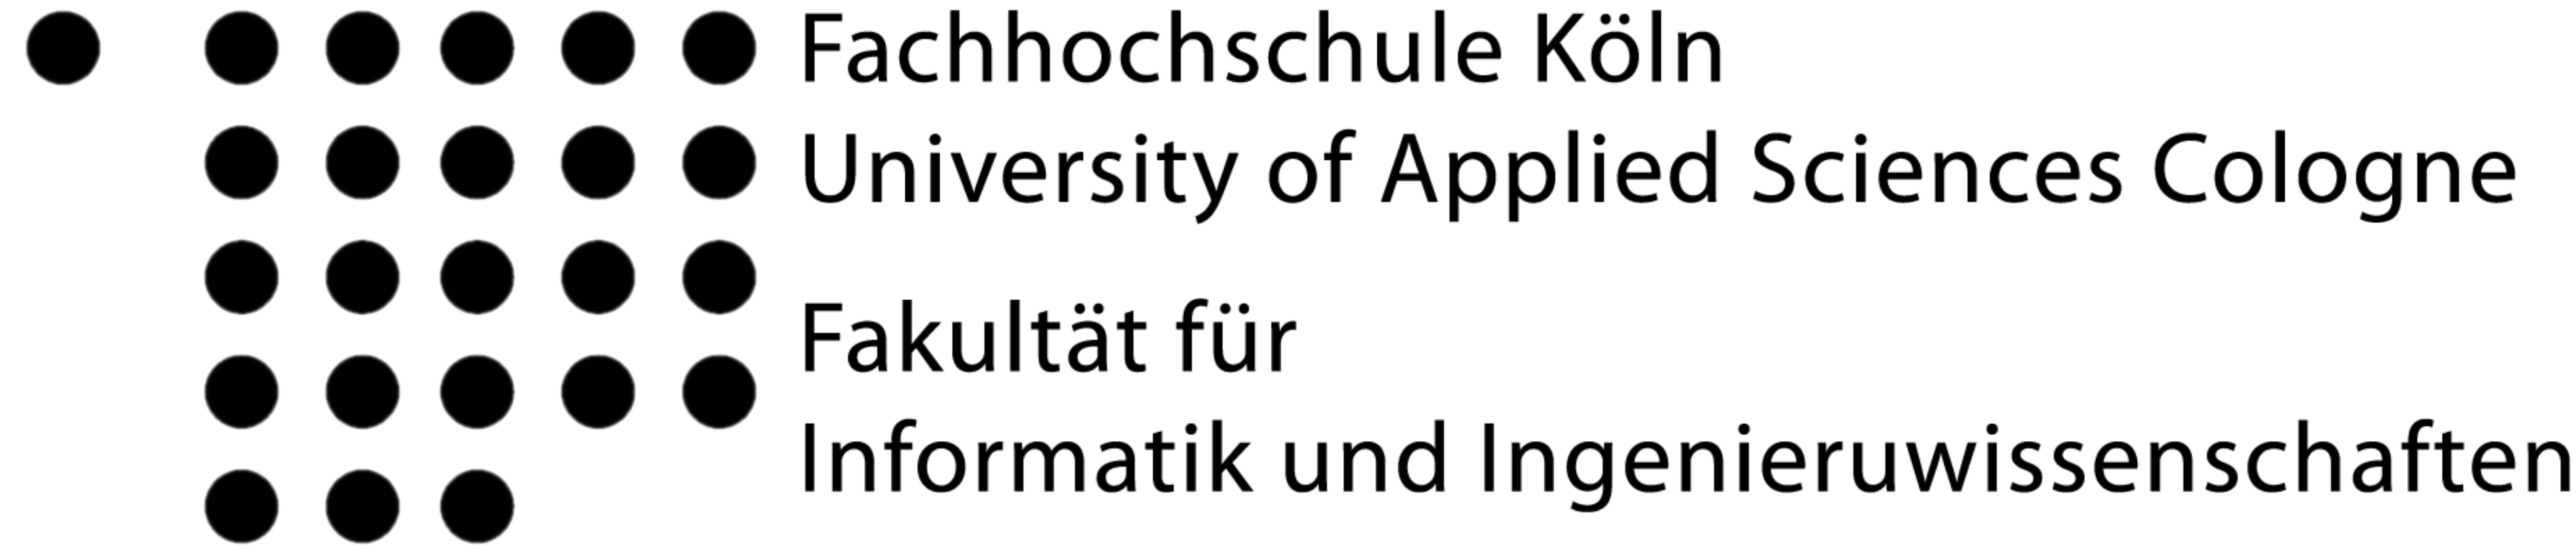 Fachhochschule Köln
University of Applied Sciences Cologne
Fakultät für
Informatik und Ingenieruwissenschaften